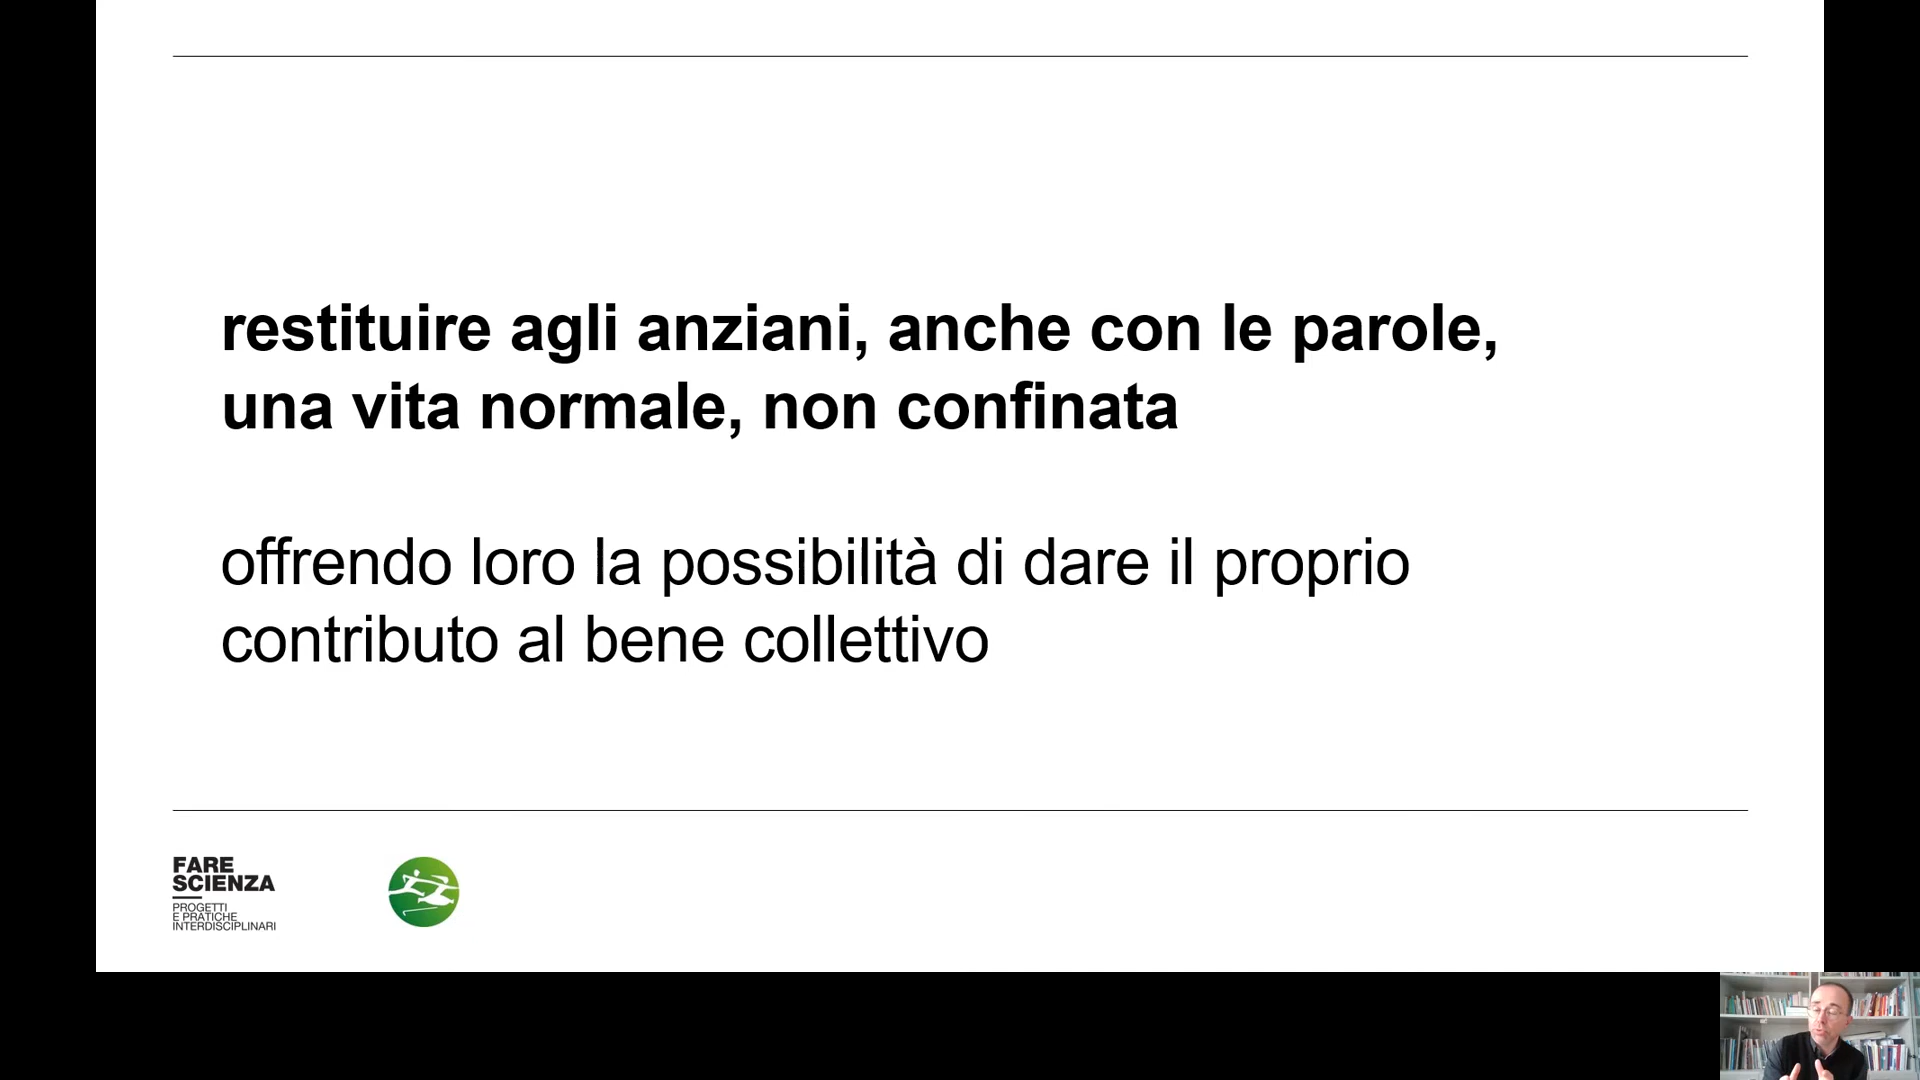 restituire agli anziani, anche con le parole,
una vita normale, non confinata
offrendo loro la possibilità di dare il proprio
contributo al bene collettivo
FARE
SCIENZA
PROGETTI
E PRATICHE
INTERDISCIPLINARI